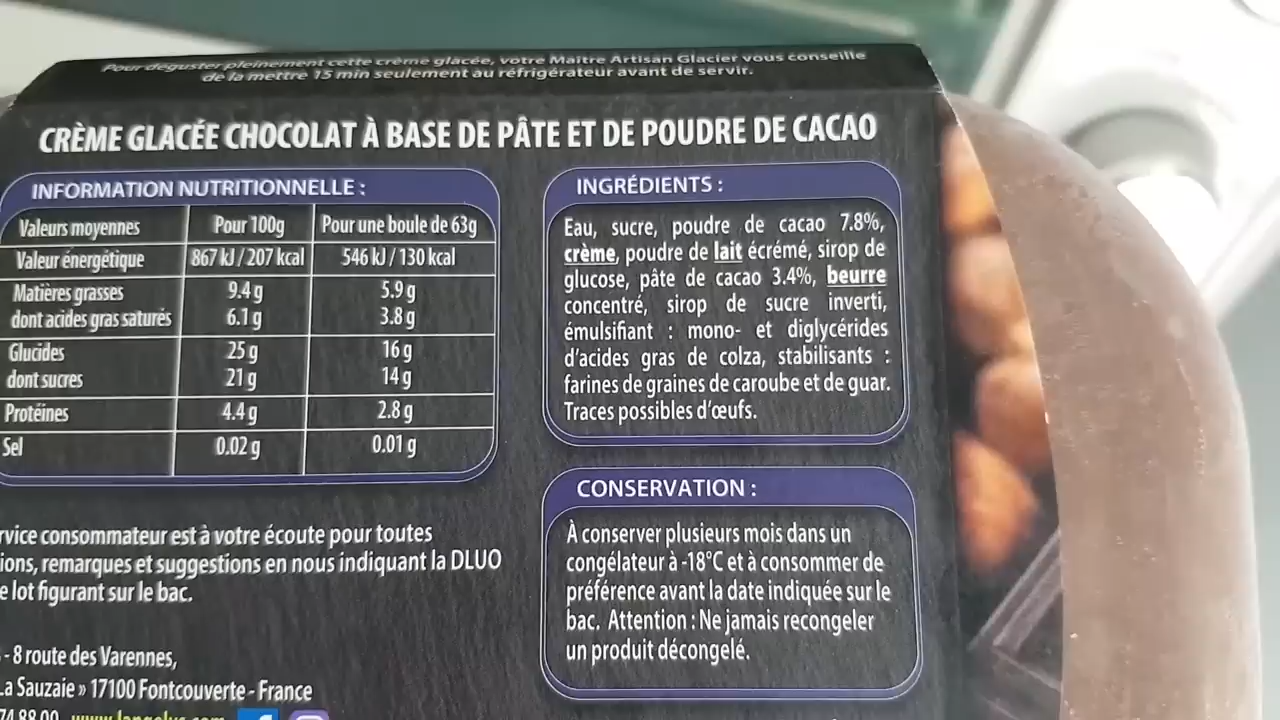 Pour déguster pleinement cette crème glacée, votre Maître Artisan Glacier vous conseille
de la mettre 15 min seulement au réfrigérateur avant de servir.
CRÈME GLACÉE CHOCOLAT À BASE DE PÂTE ET DE POUDRE DE CACAO
INFORMATION NUTRITIONNELLE :
Valeurs moyennes Pour 100g Pour une boule de 63g
Valeur énergétique 867 kJ / 207 kcal 546 kJ / 130 kcal
Matières grasses 9.4 g 5.9 g
dont acides gras saturés 6.1 g 3.8 g
Glucides 25 g 16 g
dont sucres 21 g 14 g
Protéines 4.4 g 2.8 g
Sel 0.02 g 0.01 g
INGRÉDIENTS :
Eau, sucre, poudre de cacao 7.8%,
crème, poudre de lait écrémé, sirop de
glucose, pâte de cacao 3.4%, beurre
concentré, sirop de sucre inverti,
émulsifiant : mono- et diglycérides
d'acides gras de colza, stabilisants :
farines de graines de caroube et de guar.
Traces possibles d'œufs.
CONSERVATION :
À conserver plusieurs mois dans un
congélateur à -18°C et à consommer de
préférence avant la date indiquée sur le
bac. Attention : Ne jamais recongeler
un produit décongelé.
rvice consommateur est à votre écoute pour toutes
ions, remarques et suggestions en nous indiquant la DLUO
e lot figurant sur le bac.
- 8 route des Varennes,
La Sauzaie » 17100 Fontcouverte - France
74 88 00